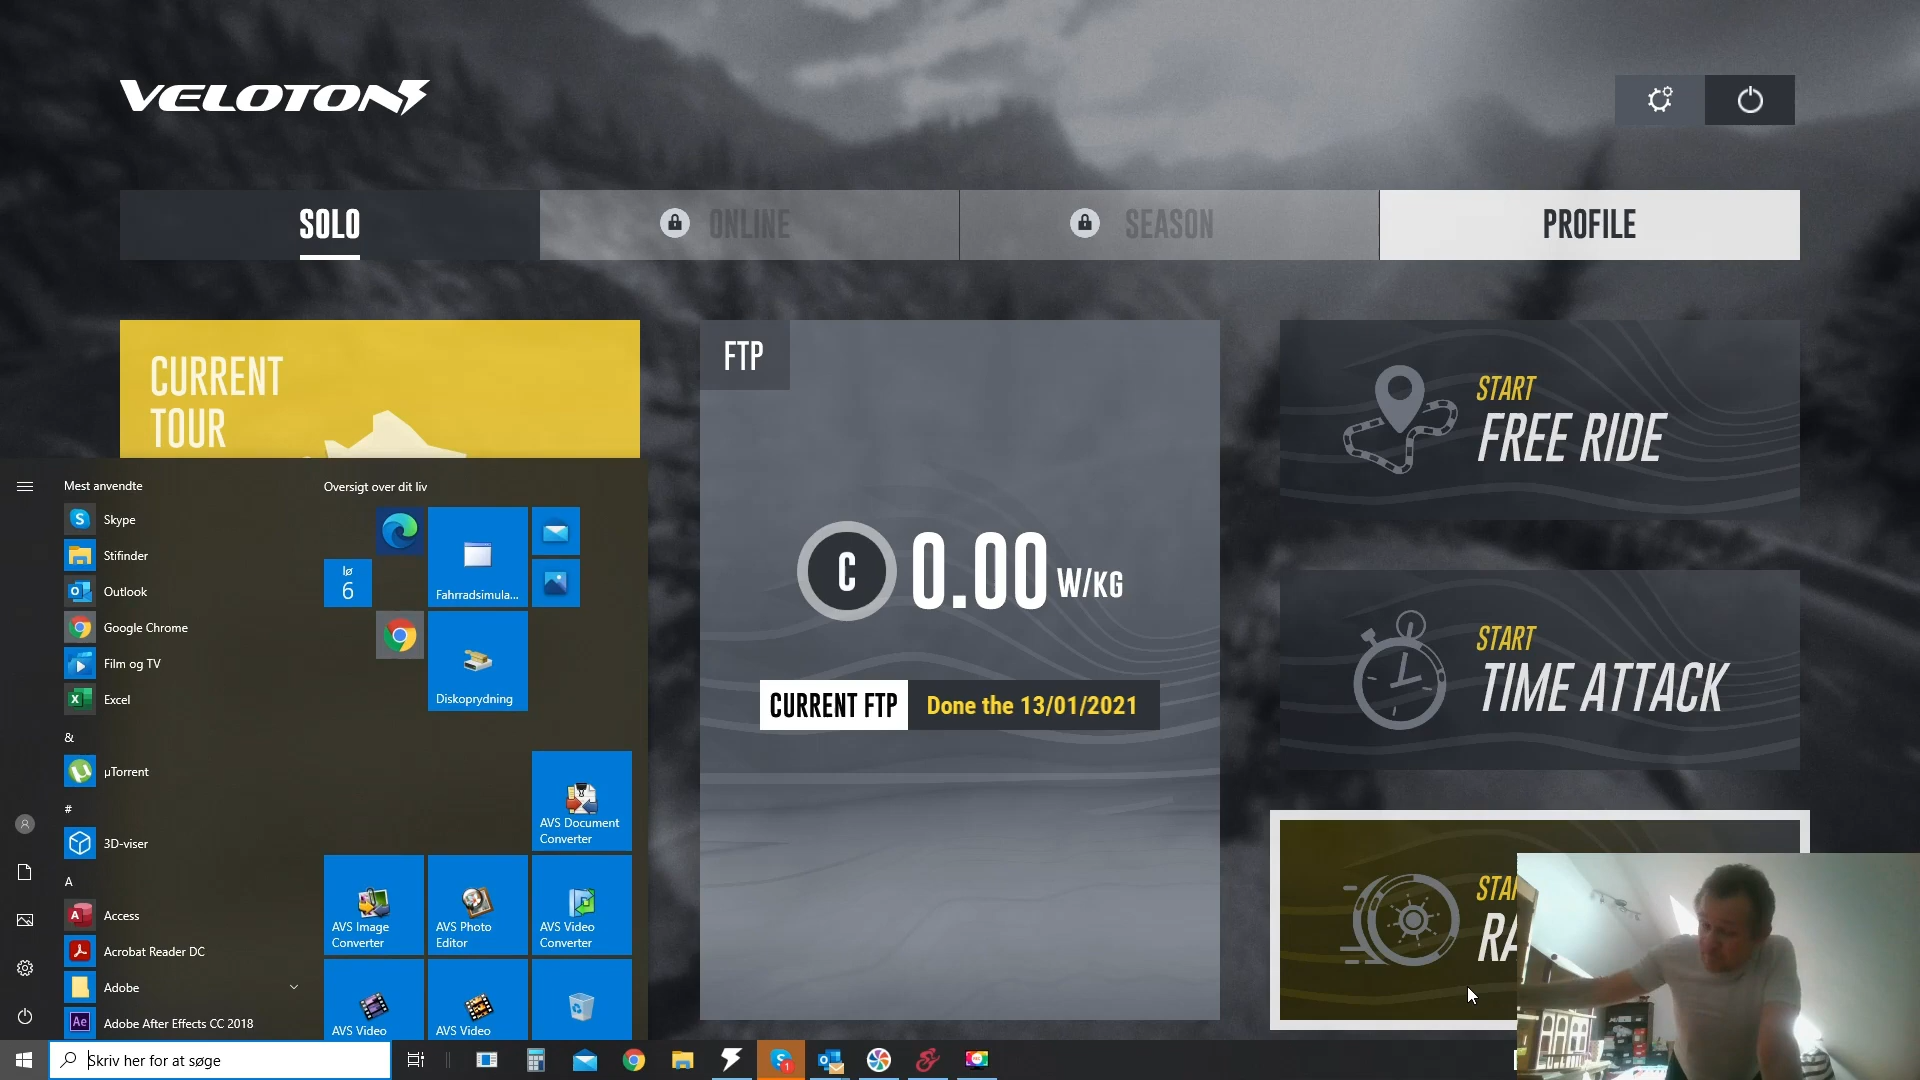 VELOTON
SOLO
ONLINE
SEASON
PROFILE
CURRENT
TOUR
FTP
C 0.00 W/KG
CURRENT FTP
Done the 13/01/2021
START
FREE RIDE
START
TIME ATTACK
Mest anvendte
Skype
Stifinder
Outlook
Google Chrome
Film og TV
Excel
&
µTorrent
#
3D-viser
A
Access
Acrobat Reader DC
Adobe
Adobe After Effects CC 2018
Oversigt over dit liv
lø
6
Fahrradsimula...
Diskoprydning
AVS Document
Converter
AVS Image
Converter
AVS Photo
Editor
AVS Video
Converter
AVS Video
AVS Video
Skriv her for at søge